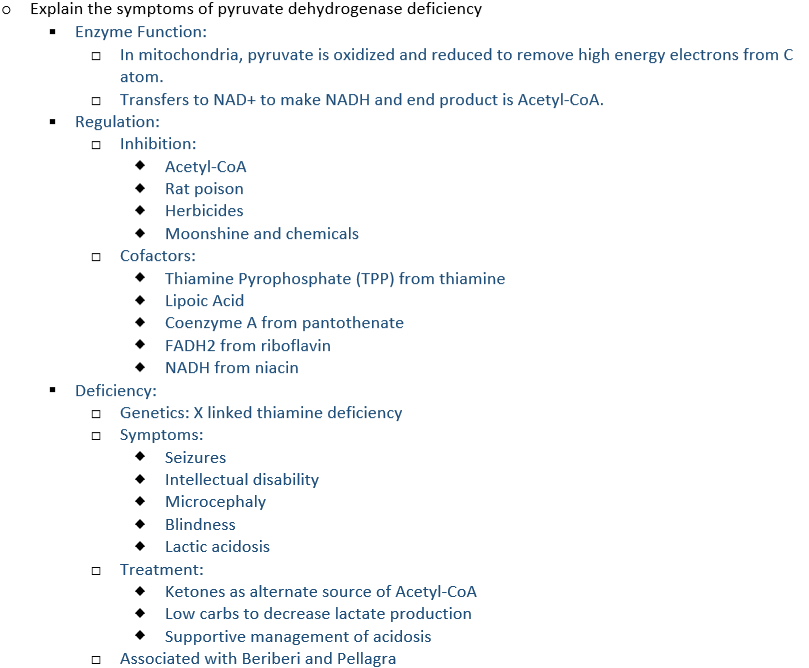 Explain the symptoms of pyruvate dehydrogenase deficiency
Enzyme Function:
In mitochondria, pyruvate is oxidized and reduced to remove high energy electrons from C
atom.
Transfers to NAD+ to make NADH and end product is Acetyl-CoA.
Regulation:
Inhibition:
Acetyl-CoA
Rat poison
Herbicides
Moonshine and chemicals
Cofactors:
Thiamine Pyrophosphate (TPP) from thiamine
Lipoic Acid
Coenzyme A from pantothenate
FADH2 from riboflavin
NADH from niacin
Deficiency:
Genetics: X linked thiamine deficiency
Symptoms:
Seizures
Intellectual disability
Microcephaly
Blindness
Lactic acidosis
Treatment:
Ketones as alternate source of Acetyl-CoA
Low carbs to decrease lactate production
Supportive management of acidosis
Associated with Beriberi and Pellagra